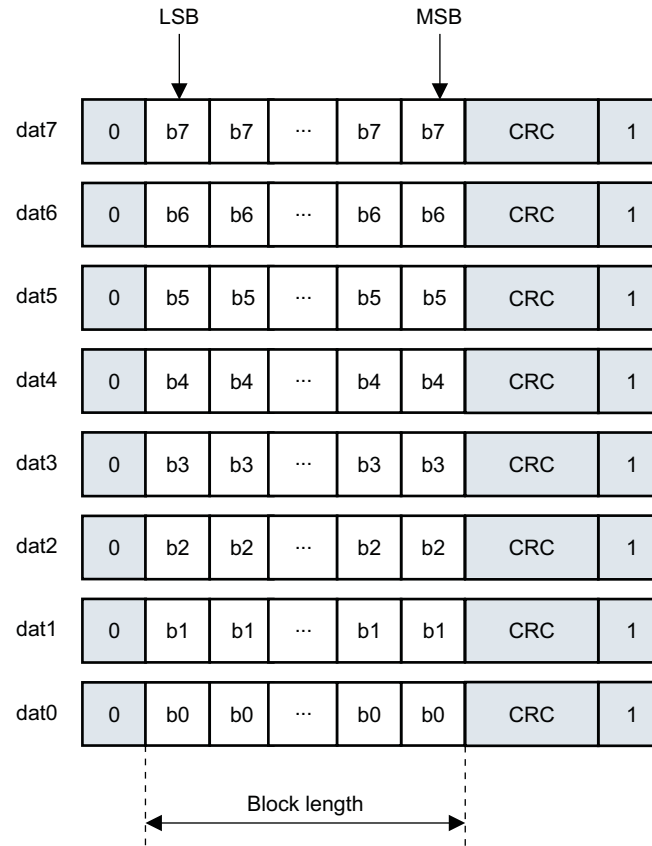 LSB MSB
dat7 0 b7 b7 ... b7 b7 CRC 1
dat6 0 b6 b6 ... b6 b6 CRC 1
dat5 0 b5 b5 ... b5 b5 CRC 1
dat4 0 b4 b4 ... b4 b4 CRC 1
dat3 0 b3 b3 ... b3 b3 CRC 1
dat2 0 b2 b2 ... b2 b2 CRC 1
dat1 0 b1 b1 ... b1 b1 CRC 1
dat0 0 b0 b0 ... b0 b0 CRC 1
Block length